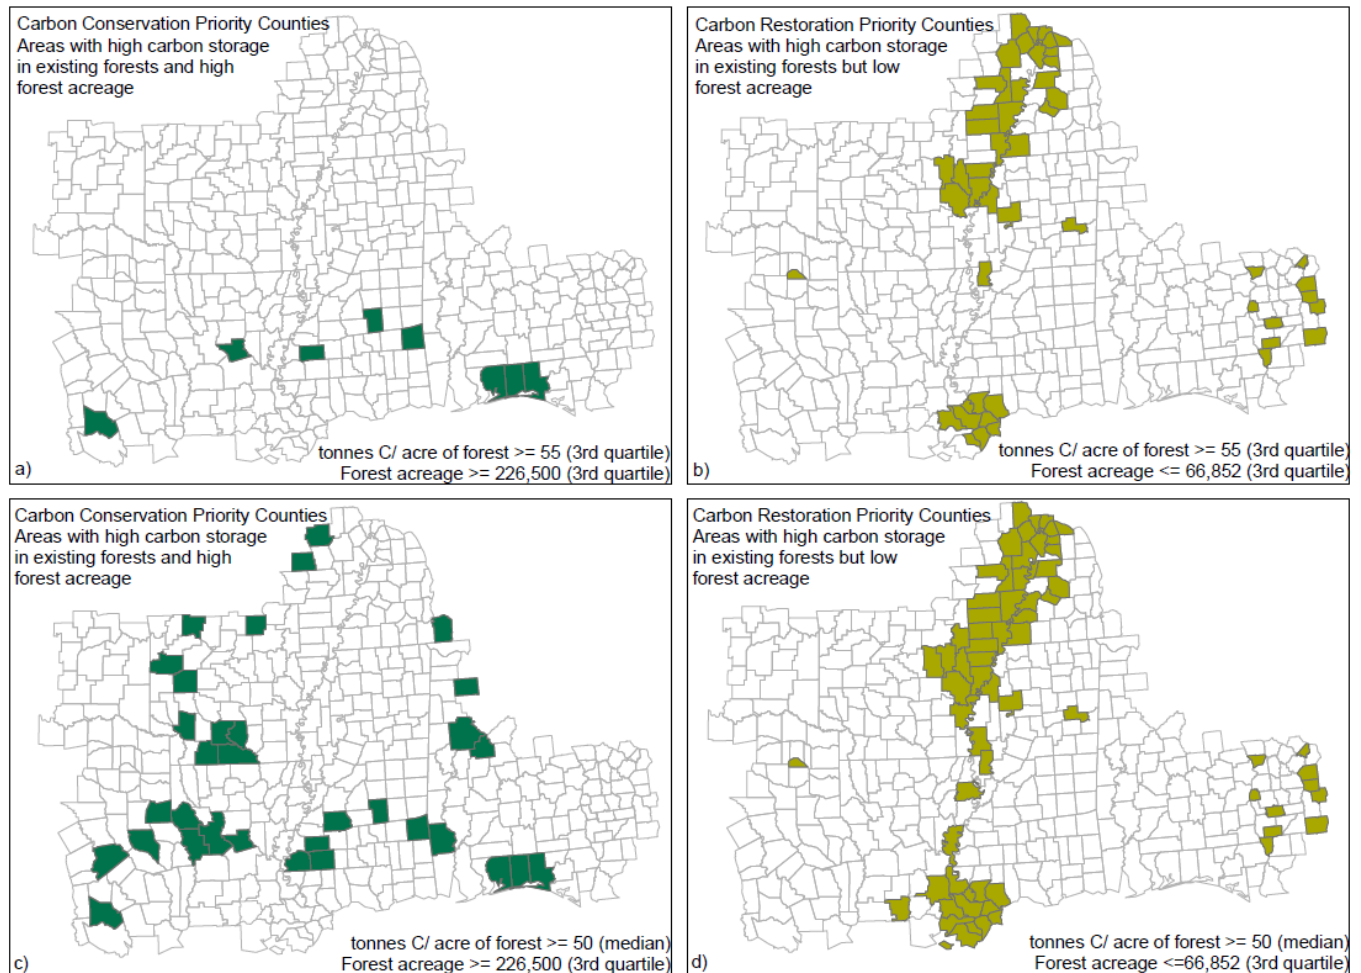 Carbon Conservation Priority Counties
Areas with high carbon storage
in existing forests and high
forest acreage
tonnes C/ acre of forest >= 55 (3rd quartile)
a)
Forest acreage >= 226,500 (3rd quartile)
Carbon Restoration Priority Counties
Areas with high carbon storage
in existing forests but low
forest acreage
tonnes C/ acre of forest >= 55 (3rd quartile)
b)
Forest acreage <= 66,852 (3rd quartile)
Carbon Conservation Priority Counties
Areas with high carbon storage
in existing forests and high
forest acreage
tonnes C/ acre of forest >= 50 (median)
c)
Forest acreage >= 226,500 (3rd quartile)
Carbon Restoration Priority Counties
Areas with high carbon storage
in existing forests but low
forest acreage
tonnes C/ acre of forest >= 50 (median)
d)
Forest acreage <=66,852 (3rd quartile)